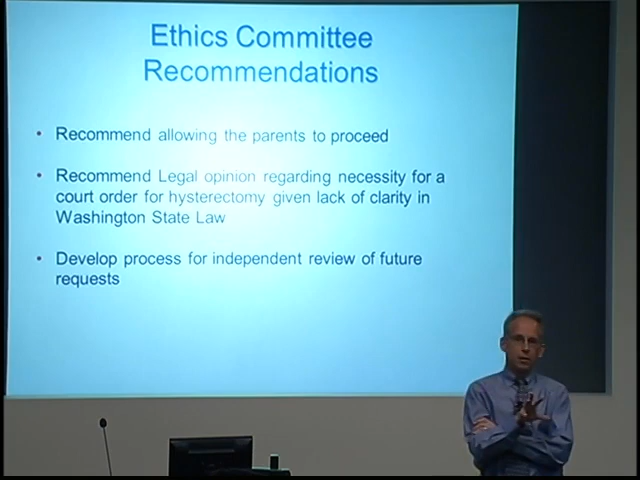 Ethics Committee
Recommendations
• Recommend allowing the parents to proceed
• Recommend Legal opinion regarding necessity for a
court order for hysterectomy given lack of clarity in
Washington State Law
• Develop process for independent review of future
requests